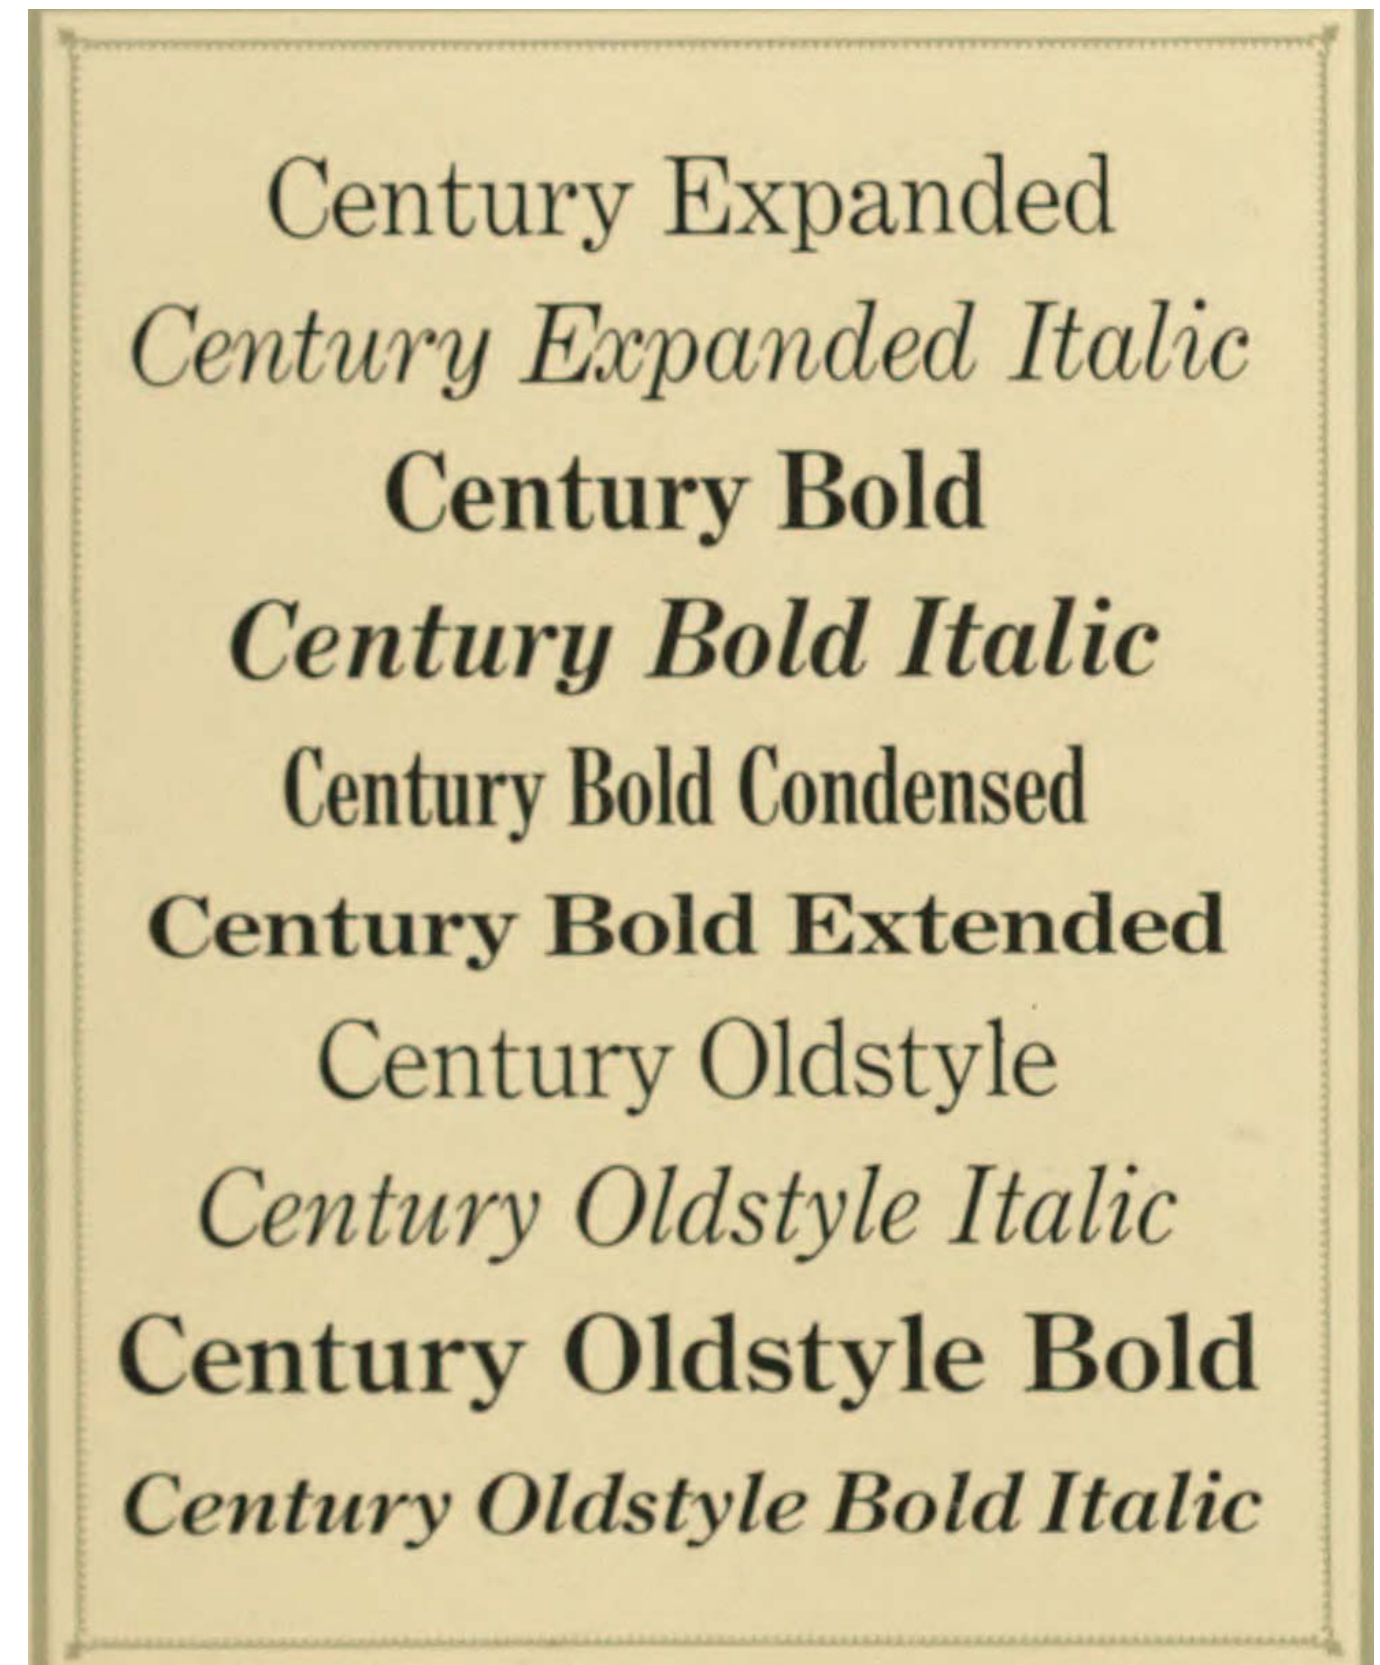 Century Expanded
Century Expanded Italic
Century Bold
Century Bold Italic
Century Bold Condensed
Century Bold Extended
Century Oldstyle
Century Oldstyle Italic
Century Oldstyle Bold
Century Oldstyle Bold Italic